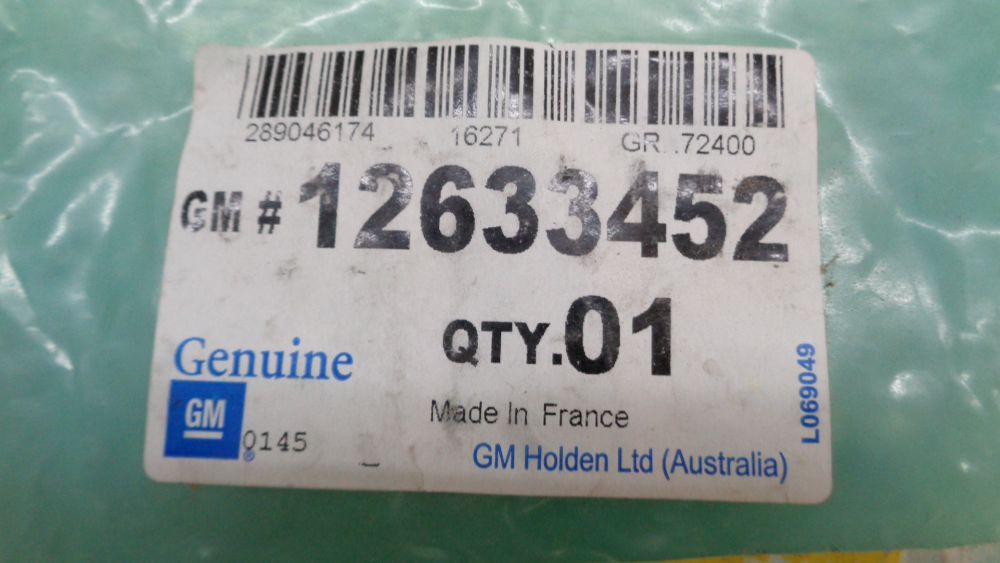 289046174 16271 GR...72400
GM # 12633452
QTY.01
Genuine
GM
0145
®
Made In France
GM Holden Ltd (Australia)
L069049